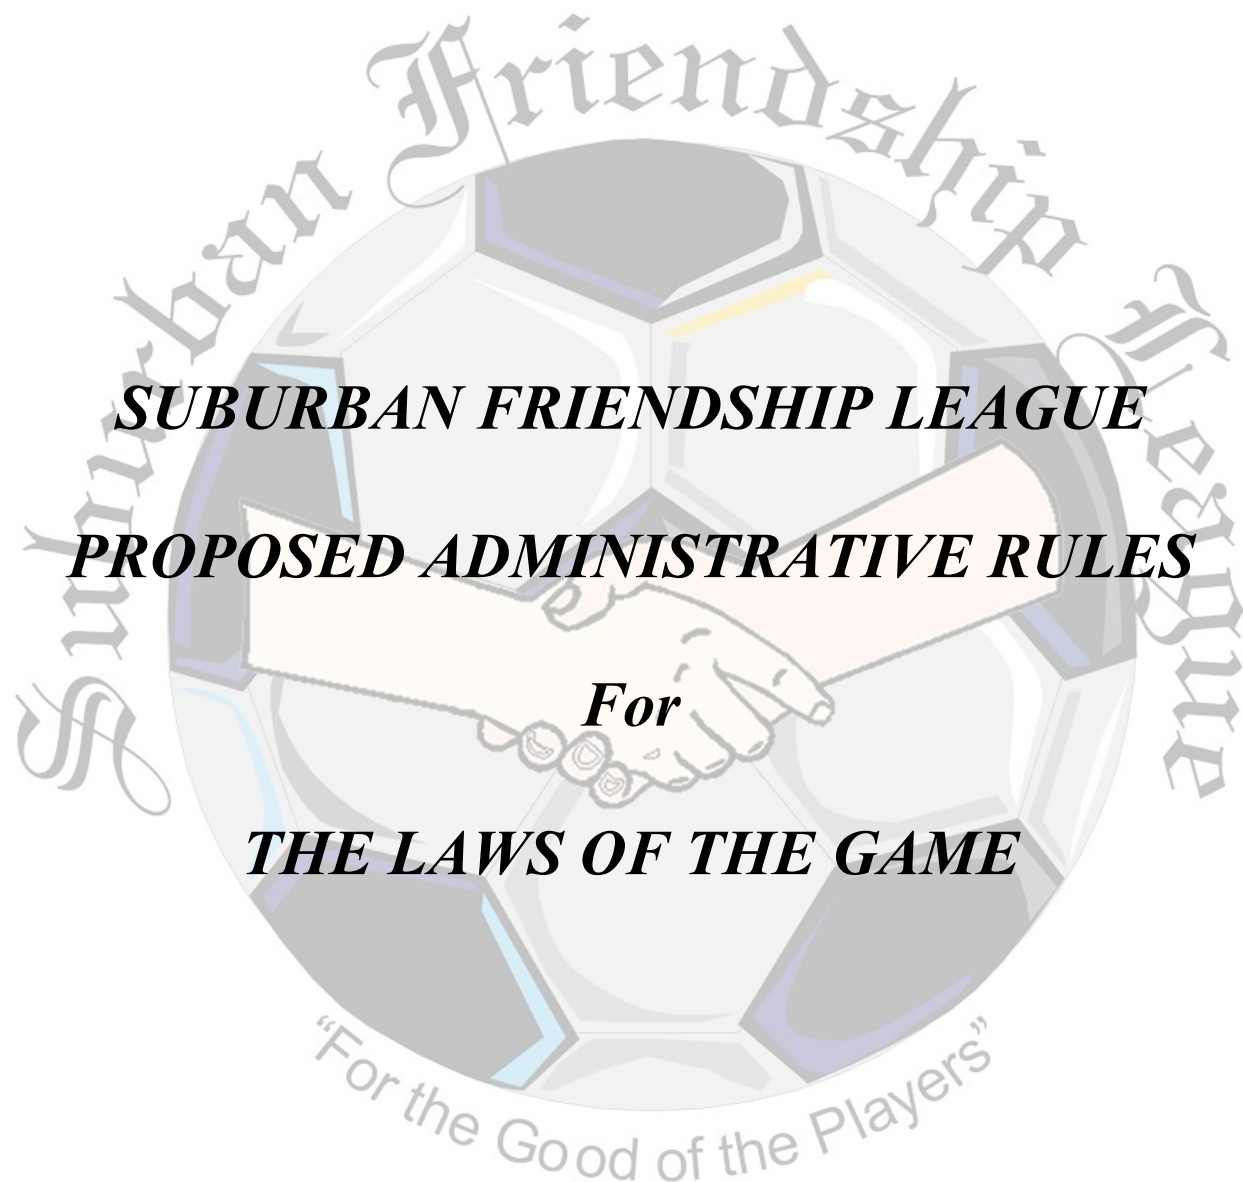 Suburban Friendship League
SUBURBAN FRIENDSHIP LEAGUE
PROPOSED ADMINISTRATIVE RULES
For
THE LAWS OF THE GAME
“For the Good of the Players”